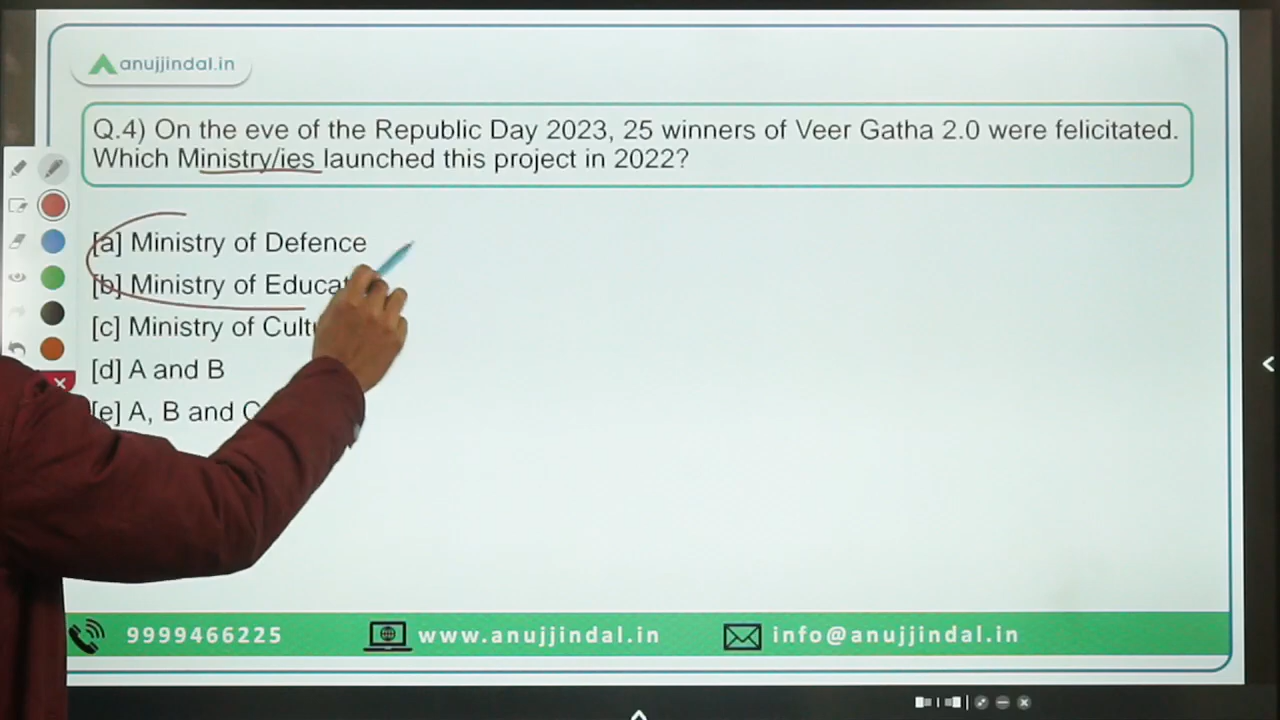 anujjindal.in
Q.4) On the eve of the Republic Day 2023, 25 winners of Veer Gatha 2.0 were felicitated.
Which Ministry/ies launched this project in 2022?
[a] Ministry of Defence
[b] Ministry of
[c] Ministry of
[d] A and B
[e] A, B and C
9999466225
www.anujjindal.in
info@anujjindal.in